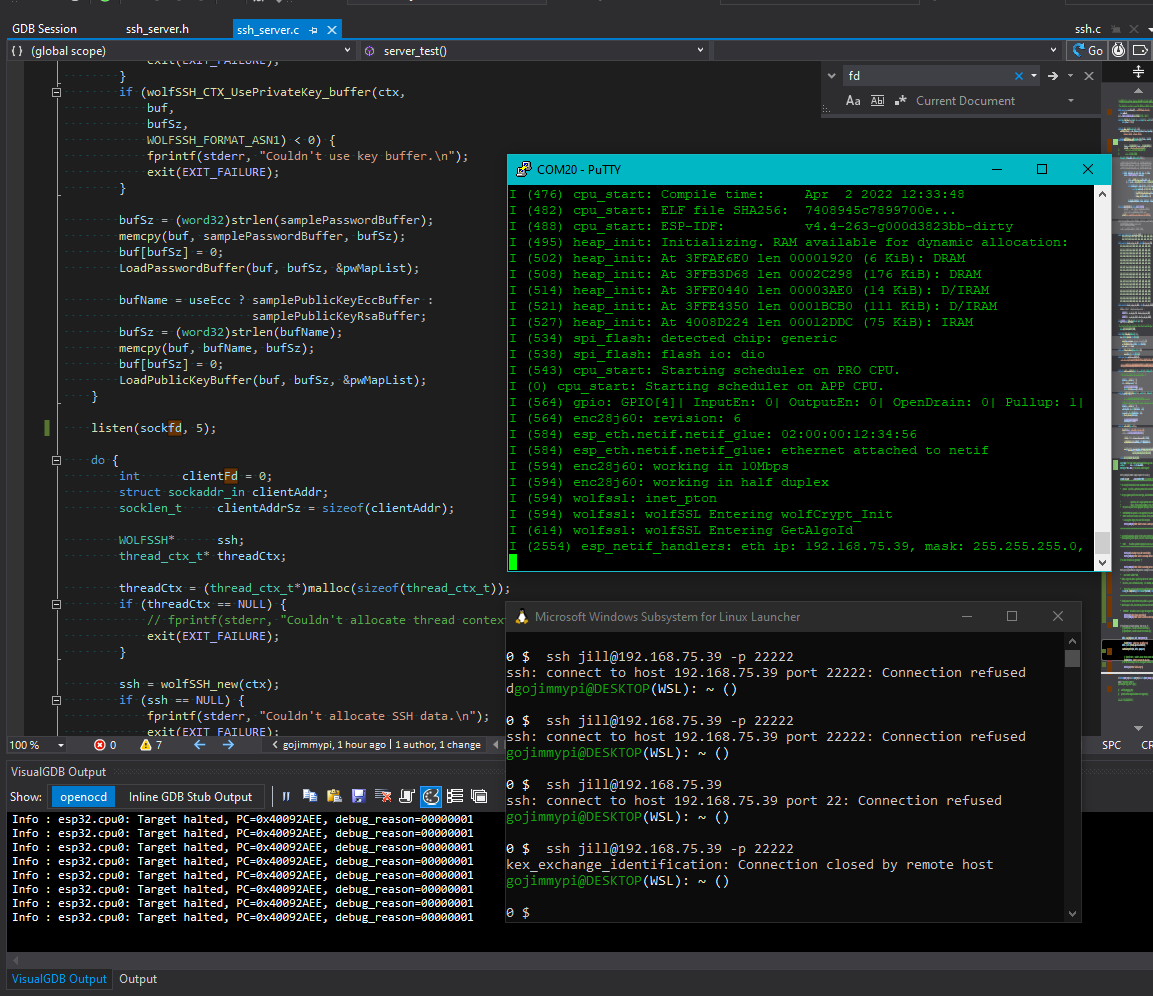 GDB Session
ssh_server.h
ssh_server.c
ssh.c
{ } (global scope)
server_test()
Go
exit(EXIT_FAILURE);
}
if (wolfSSH_CTX_UsePrivateKey_buffer(ctx,
buf,
bufSz,
WOLFSSH_FORMAT_ASN1) < 0) {
fprintf(stderr, "Couldn't use key buffer.\n");
exit(EXIT_FAILURE);
}
bufSz = (word32)strlen(samplePasswordBuffer);
memcpy(buf, samplePasswordBuffer, bufSz);
buf[bufSz] = 0;
LoadPasswordBuffer(buf, bufSz, &pwMapList);
bufName = useEcc ? samplePublicKeyEccBuffer :
samplePublicKeyRsaBuffer;
bufSz = (word32)strlen(bufName);
memcpy(buf, bufName, bufSz);
buf[bufSz] = 0;
LoadPublicKeyBuffer(buf, bufSz, &pwMapList);
}
listen(sockfd, 5);
do {
int clientFd = 0;
struct sockaddr_in clientAddr;
socklen_t clientAddrSz = sizeof(clientAddr);
WOLFSSH* ssh;
thread_ctx_t* threadCtx;
threadCtx = (thread_ctx_t*)malloc(sizeof(thread_ctx_t));
if (threadCtx == NULL) {
// fprintf(stderr, "Couldn't allocate thread context
exit(EXIT_FAILURE);
}
ssh = wolfSSH_new(ctx);
if (ssh == NULL) {
fprintf(stderr, "Couldn't allocate SSH data.\n");
exit(EXIT_FAILURE);
fd
Aa
Ab
.*
Current Document
COM20 - PuTTY
I (476) cpu_start: Compile time: Apr 2 2022 12:33:48
I (482) cpu_start: ELF file SHA256: 7408945c7899700e...
I (488) cpu_start: ESP-IDF: v4.4-263-g000d3823bb-dirty
I (495) heap_init: Initializing. RAM available for dynamic allocation:
I (502) heap_init: At 3FFAE6E0 len 00001920 (6 KiB): DRAM
I (508) heap_init: At 3FFB3D68 len 0002C298 (176 KiB): DRAM
I (514) heap_init: At 3FFE0440 len 00003AE0 (14 KiB): D/IRAM
I (521) heap_init: At 3FFE4350 len 0001BCB0 (111 KiB): D/IRAM
I (527) heap_init: At 4008D224 len 00012DDC (75 KiB): IRAM
I (534) spi_flash: detected chip: generic
I (538) spi_flash: flash io: dio
I (543) cpu_start: Starting scheduler on PRO CPU.
I (0) cpu_start: Starting scheduler on APP CPU.
I (564) gpio: GPIO[4]| InputEn: 0| OutputEn: 0| OpenDrain: 0| Pullup: 1|
I (564) enc28j60: revision: 6
I (584) esp_eth.netif.netif_glue: 02:00:00:12:34:56
I (584) esp_eth.netif.netif_glue: ethernet attached to netif
I (594) enc28j60: working in 10Mbps
I (594) enc28j60: working in half duplex
I (594) wolfssl: inet_pton
I (594) wolfssl: wolfSSL Entering wolfCrypt_Init
I (614) wolfssl: wolfSSL Entering GetAlgoId
I (2554) esp_netif_handlers: eth ip: 192.168.75.39, mask: 255.255.255.0,
Microsoft Windows Subsystem for Linux Launcher
0 $ ssh jill@192.168.75.39 -p 22222
ssh: connect to host 192.168.75.39 port 22222: Connection refused
dgojimmypi@DESKTOP(WSL): ~ ()
0 $ ssh jill@192.168.75.39 -p 22222
ssh: connect to host 192.168.75.39 port 22222: Connection refused
gojimmypi@DESKTOP(WSL): ~ ()
0 $ ssh jill@192.168.75.39
ssh: connect to host 192.168.75.39 port 22: Connection refused
gojimmypi@DESKTOP(WSL): ~ ()
0 $ ssh jill@192.168.75.39 -p 22222
kex_exchange_identification: Connection closed by remote host
gojimmypi@DESKTOP(WSL): ~ ()
0 $
100 %
0
7
gojimmypi, 1 hour ago | 1 author, 1 change
SPC
CR
VisualGDB Output
Show:
openocd
Inline GDB Stub Output
Info : esp32.cpu0: Target halted, PC=0x40092AEE, debug_reason=00000001
Info : esp32.cpu0: Target halted, PC=0x40092AEE, debug_reason=00000001
Info : esp32.cpu0: Target halted, PC=0x40092AEE, debug_reason=00000001
Info : esp32.cpu0: Target halted, PC=0x40092AEE, debug_reason=00000001
Info : esp32.cpu0: Target halted, PC=0x40092AEE, debug_reason=00000001
Info : esp32.cpu0: Target halted, PC=0x40092AEE, debug_reason=00000001
Info : esp32.cpu0: Target halted, PC=0x40092AEE, debug_reason=00000001
Info : esp32.cpu0: Target halted, PC=0x40092AEE, debug_reason=00000001
VisualGDB Output
Output